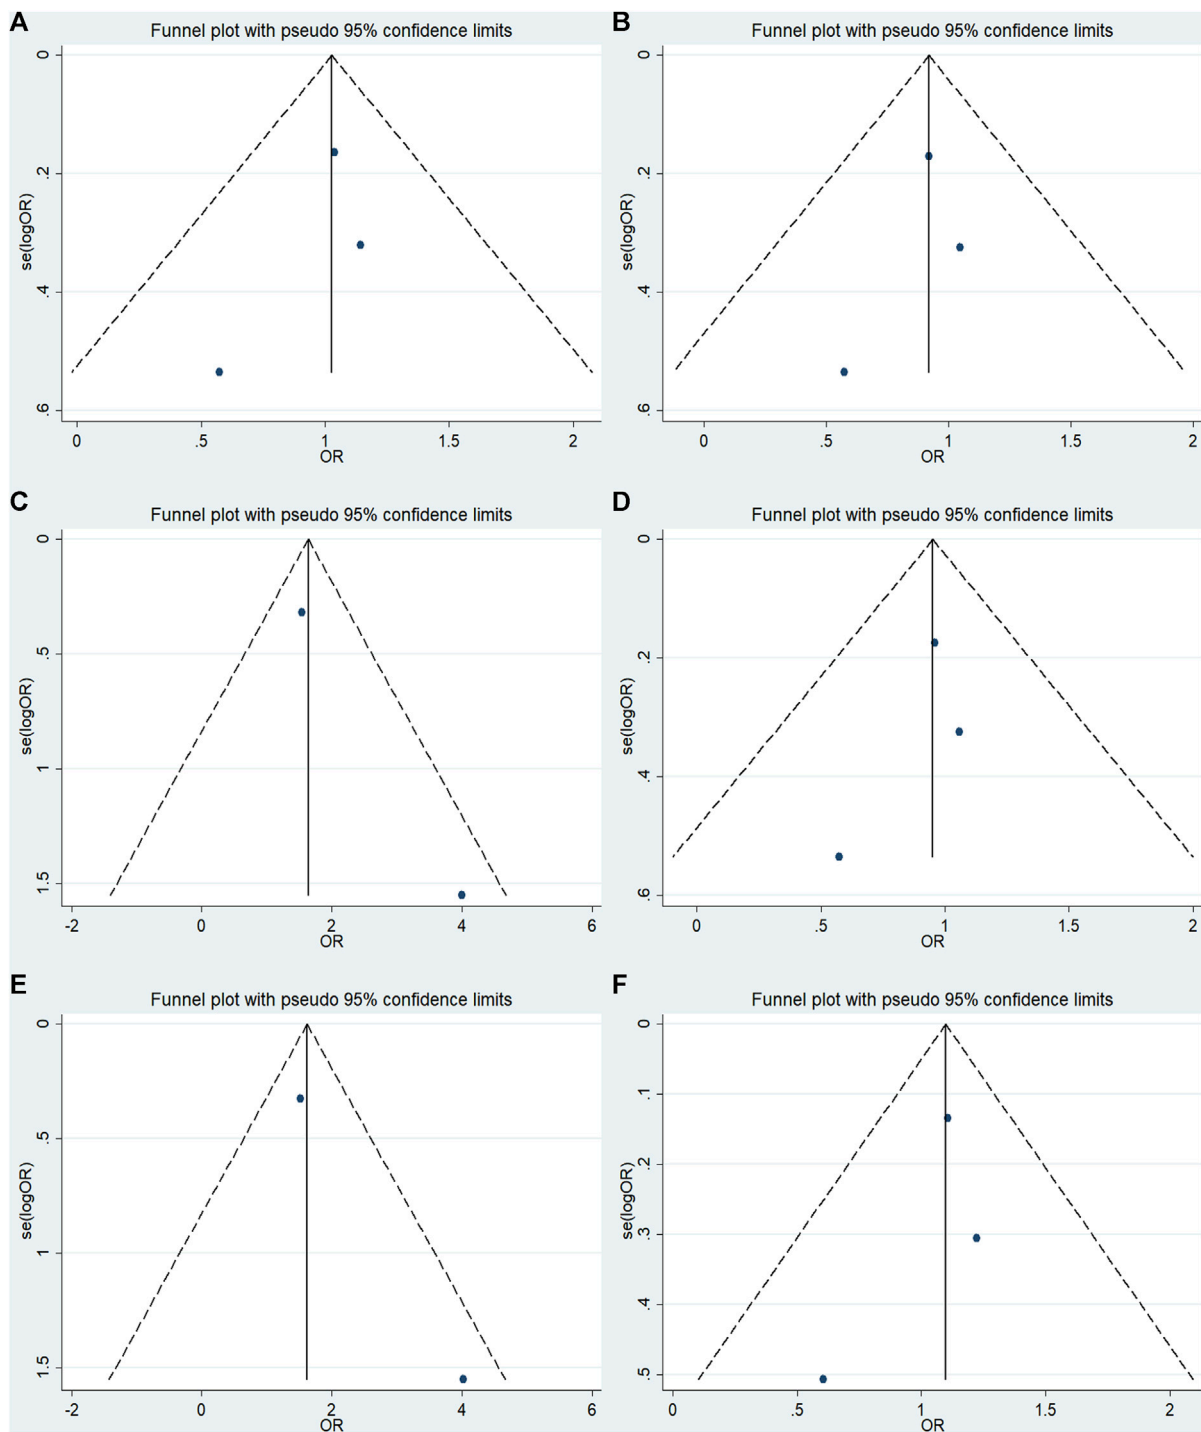 A
Funnel plot with pseudo 95% confidence limits
se(logOR)
0
.2
.4
.6
0 .5 1 1.5 2
OR
B
Funnel plot with pseudo 95% confidence limits
se(logOR)
0
.2
.4
.6
0 .5 1 1.5 2
OR
C
Funnel plot with pseudo 95% confidence limits
se(logOR)
0
.5
1
1.5
-2 0 2 4 6
OR
D
Funnel plot with pseudo 95% confidence limits
se(logOR)
0
.2
.4
.6
0 .5 1 1.5 2
OR
E
Funnel plot with pseudo 95% confidence limits
se(logOR)
0
.5
1
1.5
-2 0 2 4 6
OR
F
Funnel plot with pseudo 95% confidence limits
se(logOR)
0
.1
.2
.3
.4
.5
0 .5 1 1.5 2
OR